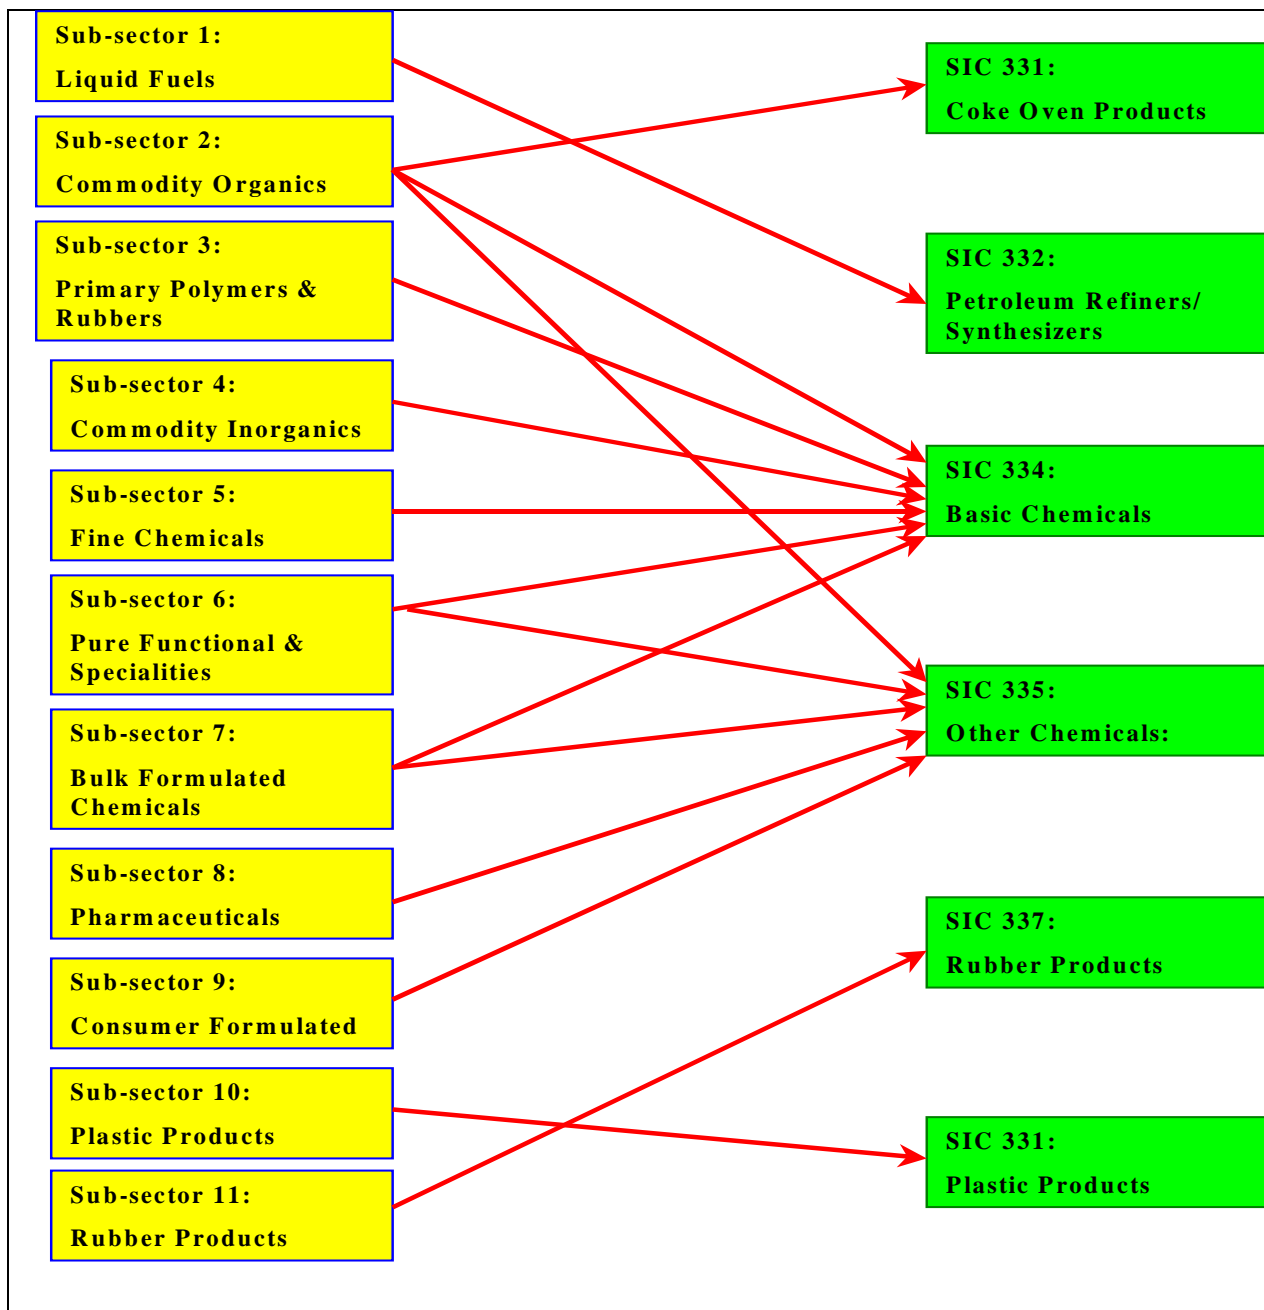 Sub-sector 1:
Liquid Fuels
Sub-sector 2:
Commodity Organics
Sub-sector 3:
Primary Polymers &
Rubbers
Sub-sector 4:
Commodity Inorganics
Sub-sector 5:
Fine Chemicals
Sub-sector 6:
Pure Functional &
Specialities
Sub-sector 7:
Bulk Formulated
Chemicals
Sub-sector 8:
Pharmaceuticals
Sub-sector 9:
Consumer Formulated
Sub-sector 10:
Plastic Products
Sub-sector 11:
Rubber Products
SIC 331:
Coke Oven Products
SIC 332:
Petroleum Refiners/
Synthesizers
SIC 334:
Basic Chemicals
SIC 335:
Other Chemicals:
SIC 337:
Rubber Products
SIC 331:
Plastic Products